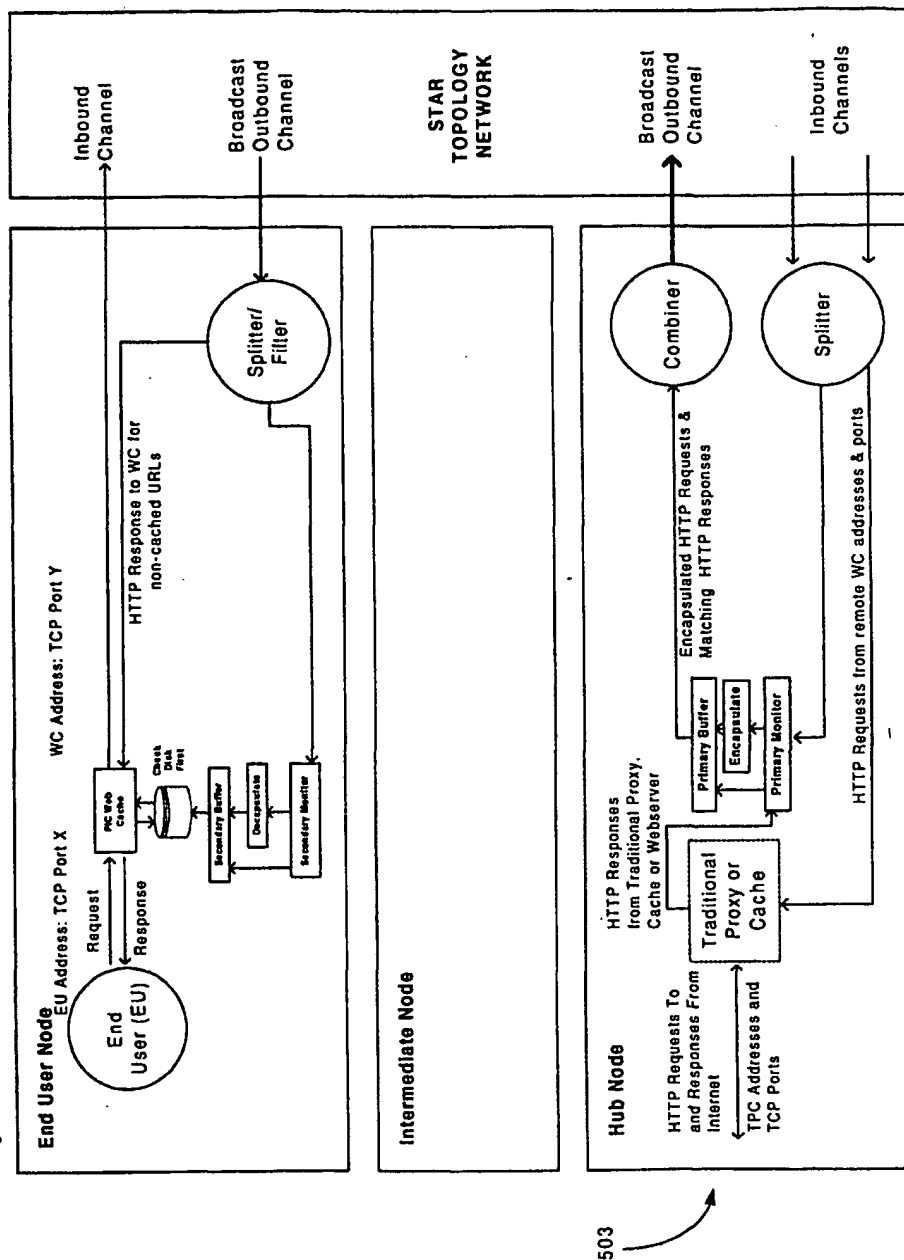 End User Node
EU Address: TCP Port X
WC Address: TCP Port Y
End
User (EU)
Request
Response
PIC Web
Cache
Check
Disk
First
Secondary Buffer
Decapsulate
Secondary Monitor
HTTP Response to WC for
non-cached URLs
Splitter/
Filter
Inbound
Channel
Broadcast
Outbound
Channel
STAR
TOPOLOGY
NETWORK
Intermediate Node
Hub Node
HTTP Requests To
and Responses From
Internet
TPC Addresses and
TCP Ports
HTTP Responses
from Traditional Proxy,
Cache or Webserver
Traditional
Proxy or
Cache
Primary Buffer
Encapsulate
Primary Monitor
Encapsulated HTTP Requests &
Matching HTTP Responses
HTTP Requests from remote WC addresses & ports
Combiner
Splitter
Broadcast
Outbound
Channel
Inbound
Channels
503